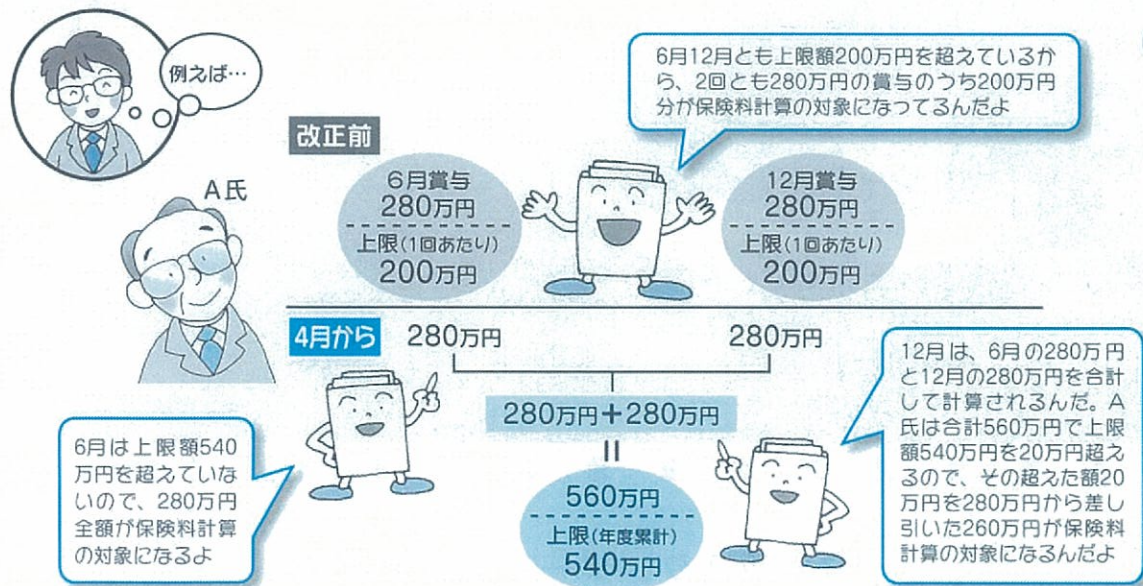 例えば…
6月12月とも上限額200万円を超えているか
ら、2回とも280万円の賞与のうち200万円
分が保険料計算の対象になってるんだよ
改正前
A氏
6月賞与
280万円
上限(1回あたり)
200万円
12月賞与
280万円
上限(1回あたり)
200万円
4月から
280万円
280万円
280万円+280万円
=
560万円
上限(年度累計)
540万円
6月は上限額540
万円を超えていな
いので、280万円
全額が保険料計算
の対象になるよ
12月は、6月の280万円
と12月の280万円を合計
して計算されるんだ。A
氏は合計560万円で上限
額540万円を20万円超え
るので、その超えた額20
万円を280万円から差し
引いた260万円が保険料
計算の対象になるんだよ